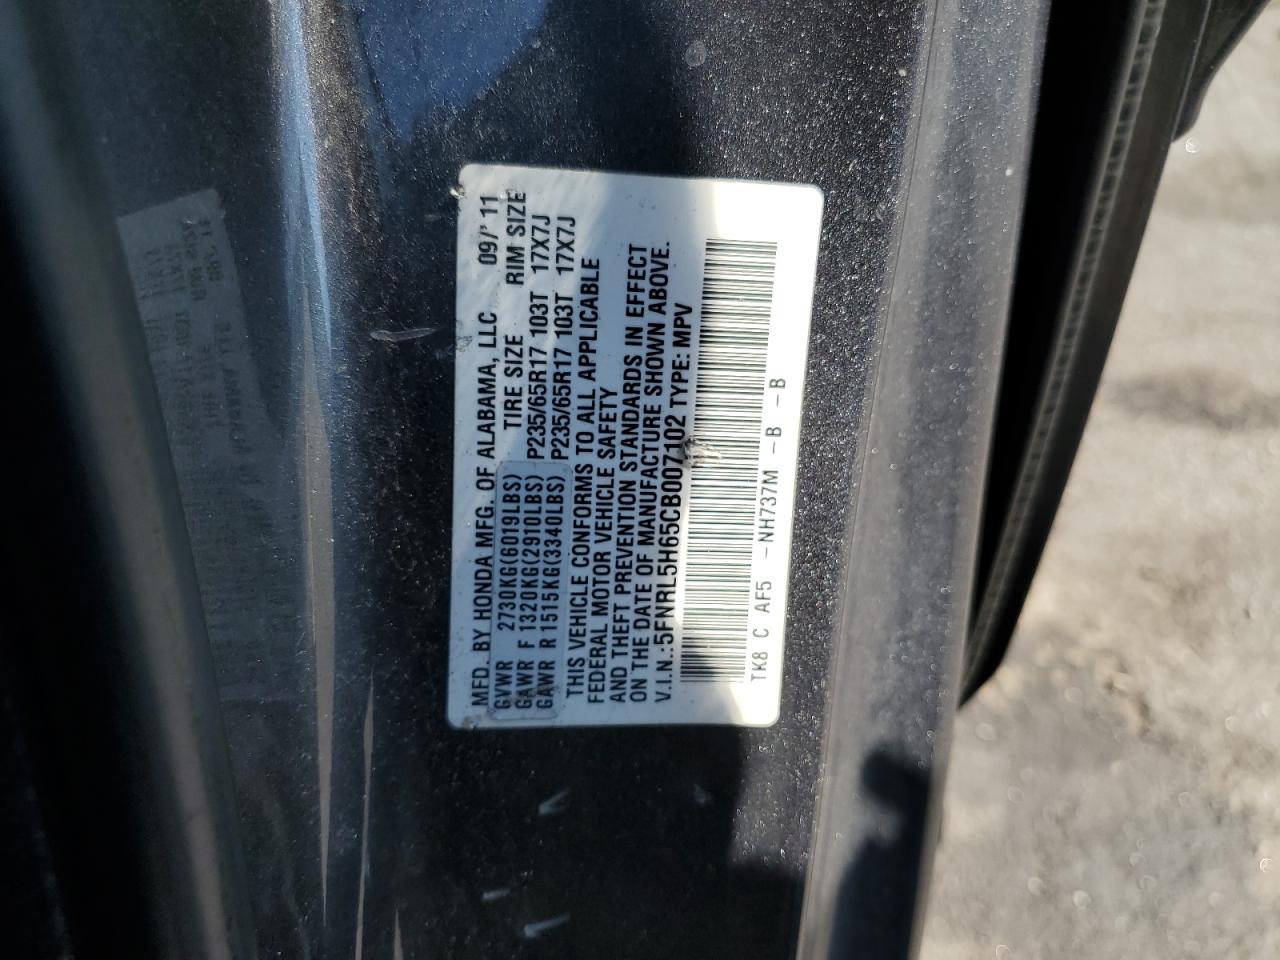 MFD. BY HONDA MFG. OF ALABAMA, LLC 09/'11
GVWR 2730KG(6019LBS) TIRE SIZE RIM SIZE
GAWR F 1320KG(2910LBS) P235/65R17 103T 17X7J
GAWR R 1515KG(3340LBS) P235/65R17 103T 17X7J
THIS VEHICLE CONFORMS TO ALL APPLICABLE
FEDERAL MOTOR VEHICLE SAFETY
AND THEFT PREVENTION STANDARDS IN EFFECT
ON THE DATE OF MANUFACTURE SHOWN ABOVE.
V.I.N.:5FNRL5H65CB007102 TYPE: MPV
TK8 C AF5 -NH737M -B -B